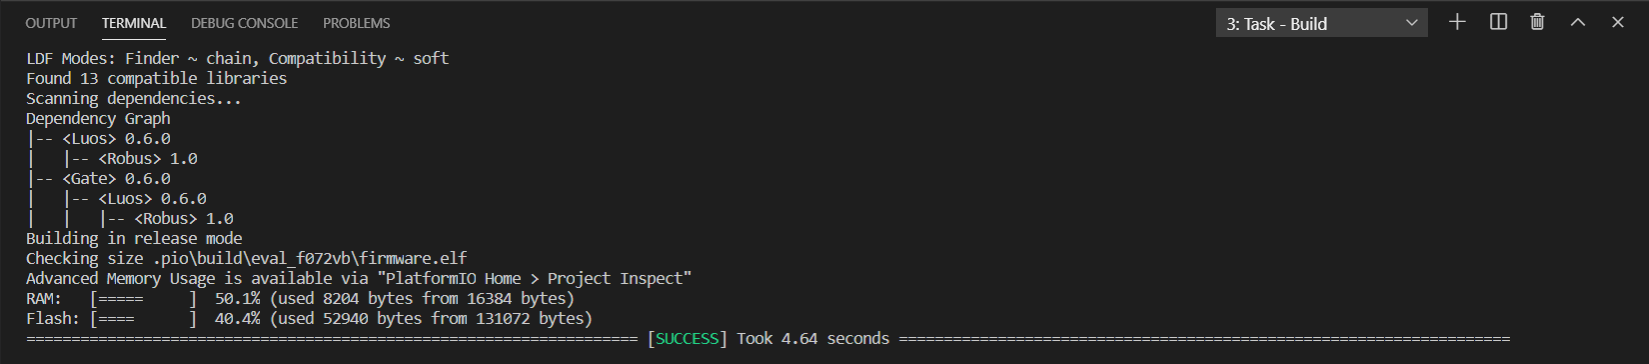 OUTPUT TERMINAL DEBUG CONSOLE PROBLEMS 3: Task - Build
LDF Modes: Finder ~ chain, Compatibility ~ soft
Found 13 compatible libraries
Scanning dependencies...
Dependency Graph
|-- <Luos> 0.6.0
|   |-- <Robus> 1.0
|-- <Gate> 0.6.0
|   |-- <Luos> 0.6.0
|   |   |-- <Robus> 1.0
Building in release mode
Checking size .pio\build\eval_f072vb\firmware.elf
Advanced Memory Usage is available via "PlatformIO Home > Project Inspect"
RAM:   [=====     ]  50.1% (used 8204 bytes from 16384 bytes)
Flash: [====      ]  40.4% (used 52940 bytes from 131072 bytes)
==================================================================== [SUCCESS] Took 4.64 seconds ====================================================================